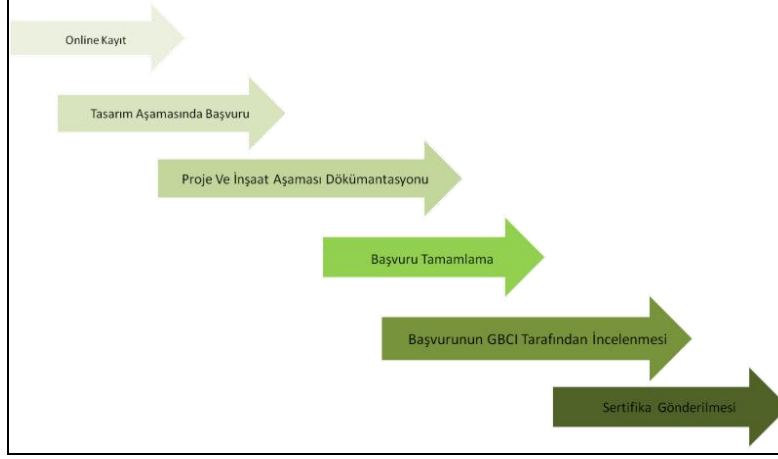 Online Kayıt
Tasarım Aşamasında Başvuru
Proje Ve İnşaat Aşaması Dökümantasyonu
Başvuru Tamamlama
Başvurunun GBCI Tarafından İncelenmesi
Sertifika Gönderilmesi